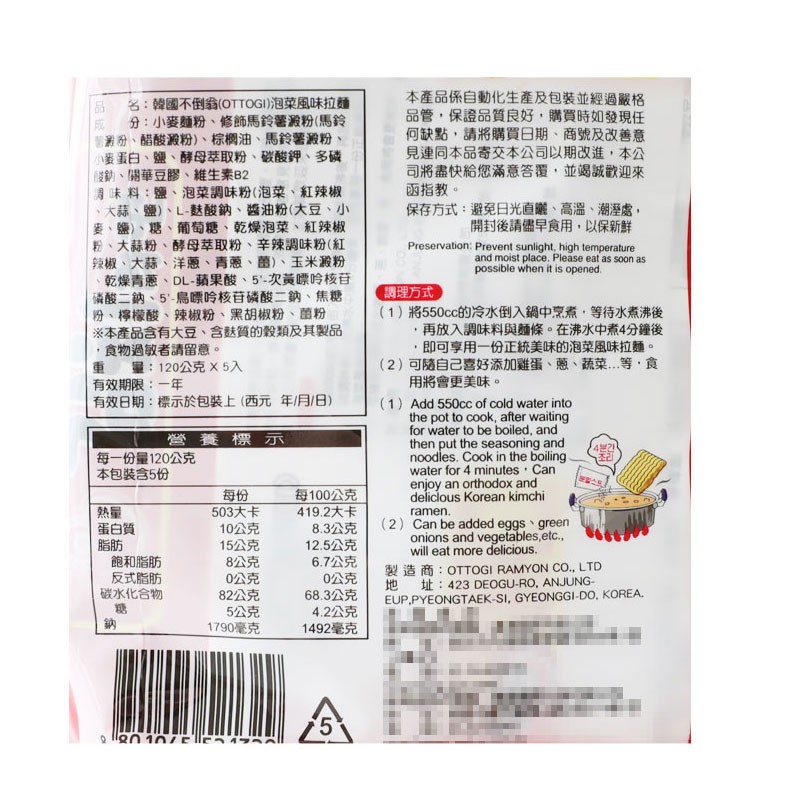 品　　名：韓國不倒翁(OTTOGI)泡菜風味拉麵
成　　份：小麥麵粉、修飾馬鈴薯澱粉(馬鈴
薯澱粉、醋酸澱粉)、棕櫚油、馬鈴薯澱粉、
小麥蛋白、鹽、酵母萃取粉、碳酸鉀、多磷
酸鈉、關華豆膠、維生素B2
調 味 料：鹽、泡菜調味粉(泡菜、紅辣椒
、大蒜、鹽)、L-麩酸鈉、醬油粉(大豆、小
麥、鹽)、糖、葡萄糖、乾燥泡菜、紅辣椒
粉、大蒜粉、酵母萃取粉、辛辣調味粉(紅
辣椒、大蒜、洋蔥、青蔥、薑)、玉米澱粉
、乾燥青蔥、DL-蘋果酸、5'-次黃嘌呤核苷
磷酸二鈉、5'-鳥嘌呤核苷磷酸二鈉、焦糖
粉、檸檬酸、辣椒粉、黑胡椒粉、薑粉
※本產品含有大豆、含麩質的穀類及其製品
，食物過敏者請留意。
重　　量：120公克 X 5入
有效期限：一年
有效日期：標示於包裝上 (西元 年/月/日)
營 養 標 示
每一份量120公克
本包裝含5份
每份 每100公克
熱量 503大卡 419.2大卡
蛋白質 10公克 8.3公克
脂肪 15公克 12.5公克
飽和脂肪 8公克 6.7公克
反式脂肪 0公克 0公克
碳水化合物 82公克 68.3公克
糖 5公克 4.2公克
鈉 1790毫克 1492毫克
5
本產品係自動化生產及包裝並經過嚴格
品管，保證品質良好，購買時如發現任
何缺點，請將購買日期、商號及改善意
見連同本品寄交本公司以期改進，本公
司將盡快給您滿意答覆，並竭誠歡迎來
函指教。
保存方式：避免日光直曬、高溫、潮溼處，
開封後請儘早食用，以保新鮮
Preservation: Prevent sunlight, high temperature
and moist place. Please eat as soon as
possible when it is opened.
調理方式
(1) 將550cc的冷水倒入鍋中烹煮，等待水煮沸後
，再放入調味料與麵條。在沸水中煮4分鐘後
，即可享用一份正統美味的泡菜風味拉麵。
(2) 可隨自己喜好添加雞蛋、蔥、蔬菜...等，食
用將會更美味。
(1) Add 550cc of cold water into
the pot to cook, after waiting
for water to be boiled, and
then put the seasoning and
noodles. Cook in the boiling
water for 4 minutes，Can
enjoy an orthodox and
delicious Korean kimchi
ramen.
(2) Can be added eggs、green
onions and vegetables,etc.,
will eat more delicious.
4분간
조리
분말스프
製 造 商：OTTOGI RAMYON CO., LTD
地　　址：423 DEOGU-RO, ANJUNG-
EUP,PYEONGTAEK-SI, GYEONGGI-DO, KOREA.